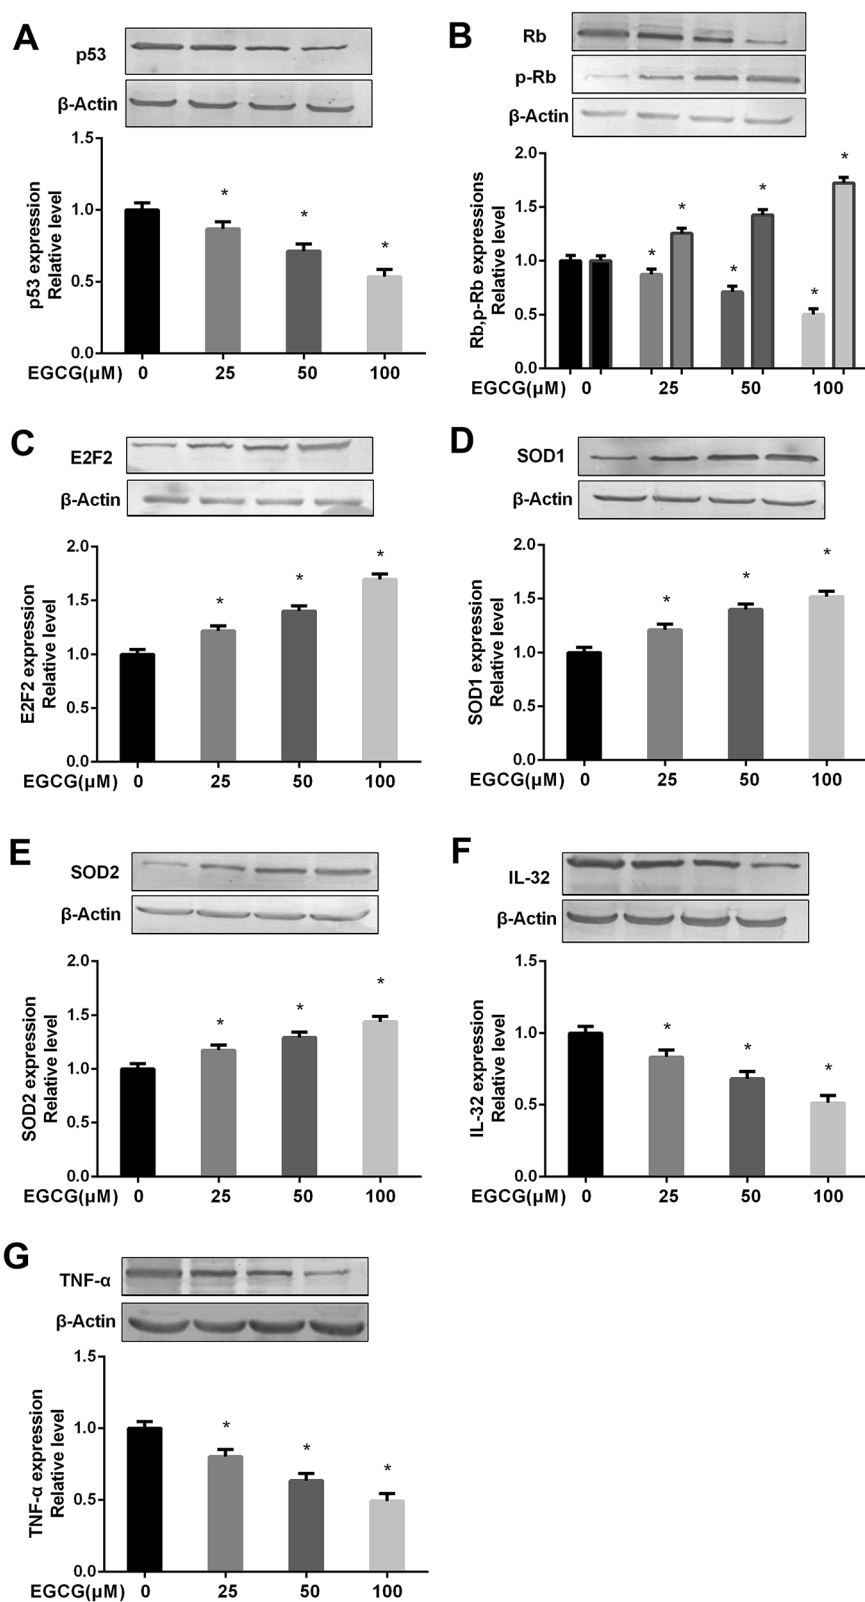 A
p53
β-Actin
1.5
1.0
0.5
0.0
p53 expression
Relative level
* * *
EGCG(μM) 0 25 50 100
B
Rb
p-Rb
β-Actin
2.0
1.5
1.0
0.5
0.0
Rb,p-Rb expressions
Relative level
* * * * * *
0 25 50 100
C
E2F2
β-Actin
2.0
1.5
1.0
0.5
0.0
E2F2 expression
Relative level
* * *
EGCG(μM) 0 25 50 100
D
SOD1
β-Actin
2.0
1.5
1.0
0.5
0.0
SOD1 expression
Relative level
* * *
EGCG(μM) 0 25 50 100
E
SOD2
β-Actin
2.0
1.5
1.0
0.5
0.0
SOD2 expression
Relative level
* * *
EGCG(μM) 0 25 50 100
F
IL-32
β-Actin
1.5
1.0
0.5
0.0
IL-32 expression
Relative level
* * *
EGCG(μM) 0 25 50 100
G
TNF-α
β-Actin
1.5
1.0
0.5
0.0
TNF-α expression
Relative level
* * *
EGCG(μM) 0 25 50 100